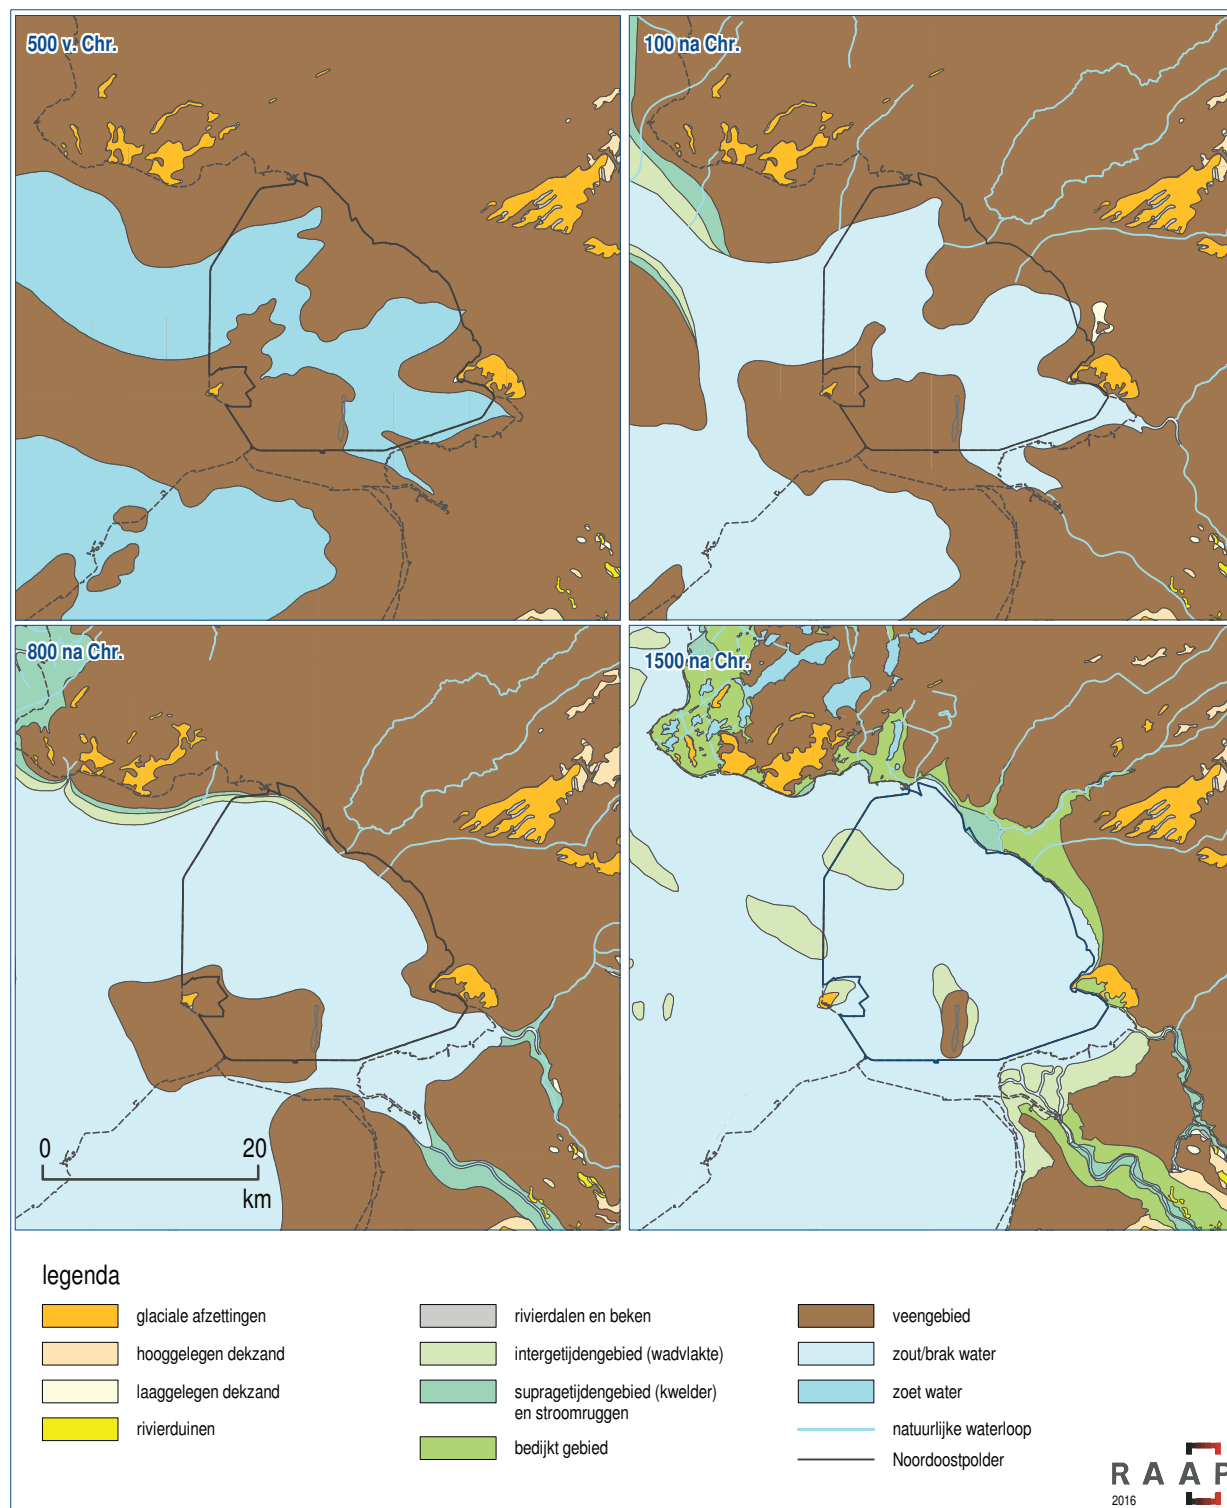 500 v. Chr.
100 na Chr.
800 na Chr.
1500 na Chr.
0 20
km
legenda
glaciale afzettingen
hooggelegen dekzand
laaggelegen dekzand
rivierduinen
rivierdalen en beken
intergetijdengebied (wadvlakte)
supragetijdengebied (kwelder)
en stroomruggen
bedijkt gebied
veengebied
zout/brak water
zoet water
natuurlijke waterloop
Noordoostpolder
RAAP
2016